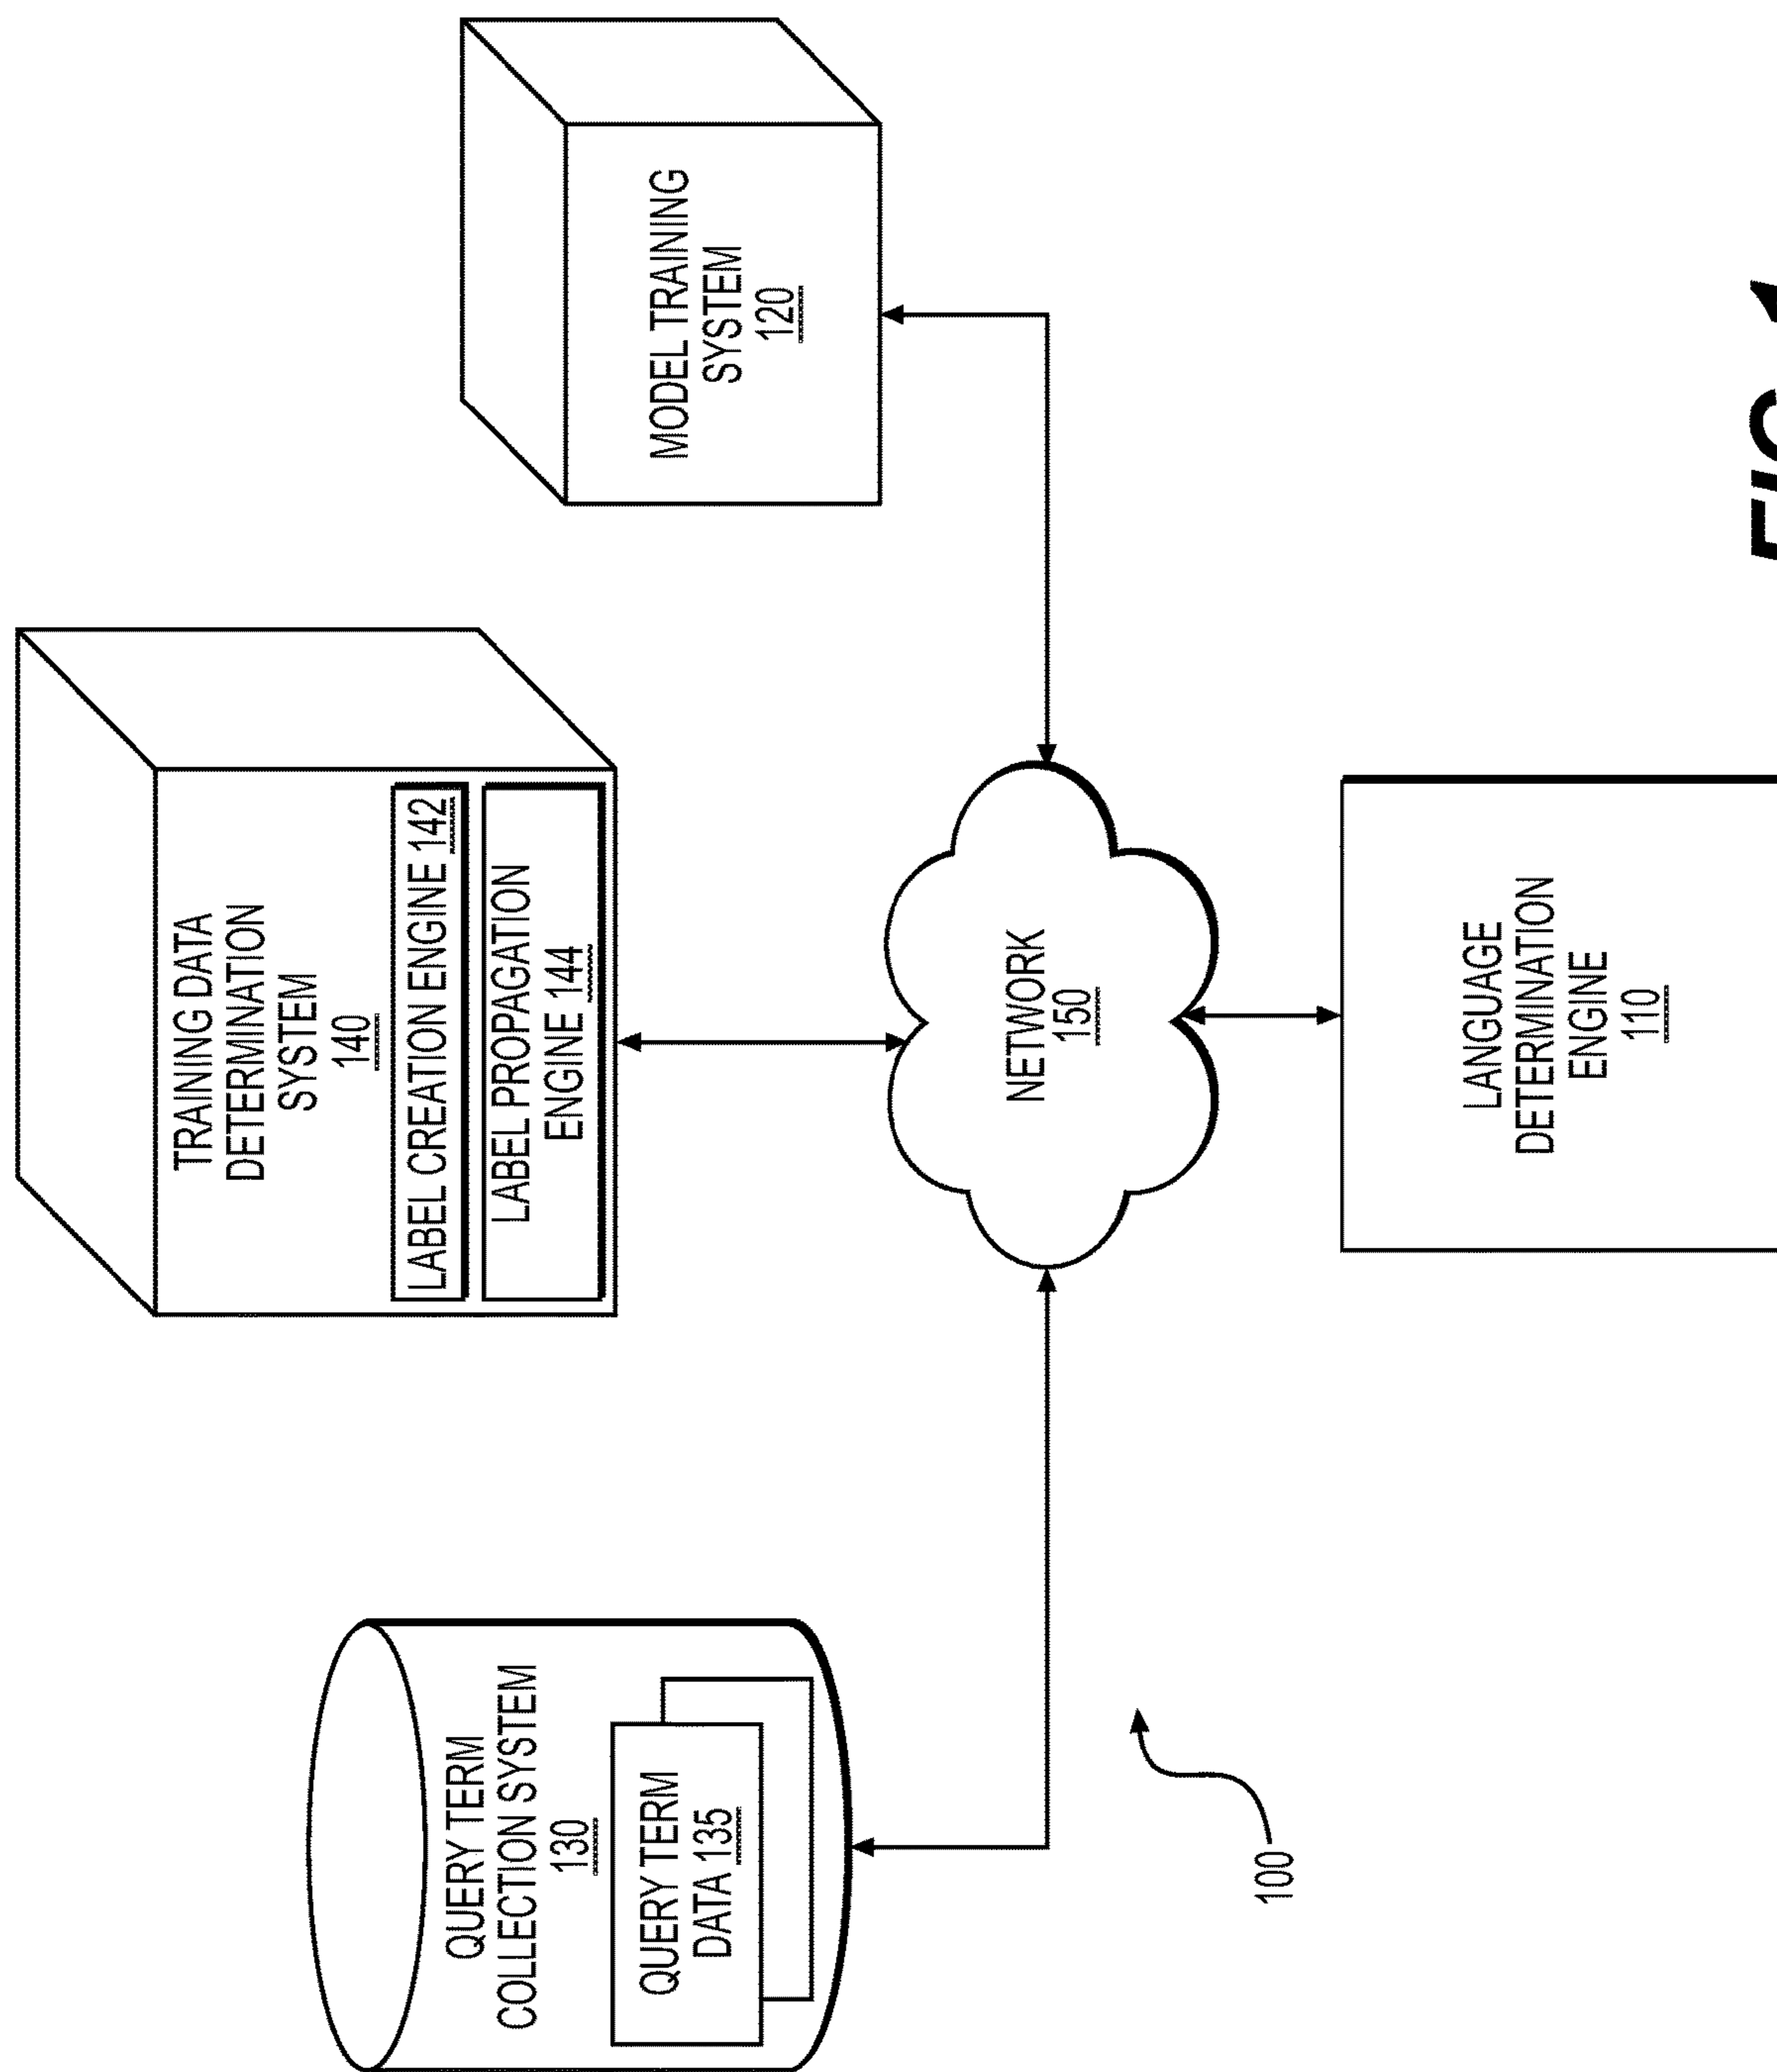 QUERY TERM
COLLECTION SYSTEM
130
QUERY TERM
DATA 135
TRAINING DATA
DETERMINATION
SYSTEM
140
LABEL CREATION ENGINE 142
LABEL PROPAGATION
ENGINE 144
MODEL TRAINING
SYSTEM
120
NETWORK
150
100
LANGUAGE
DETERMINATION
ENGINE
110